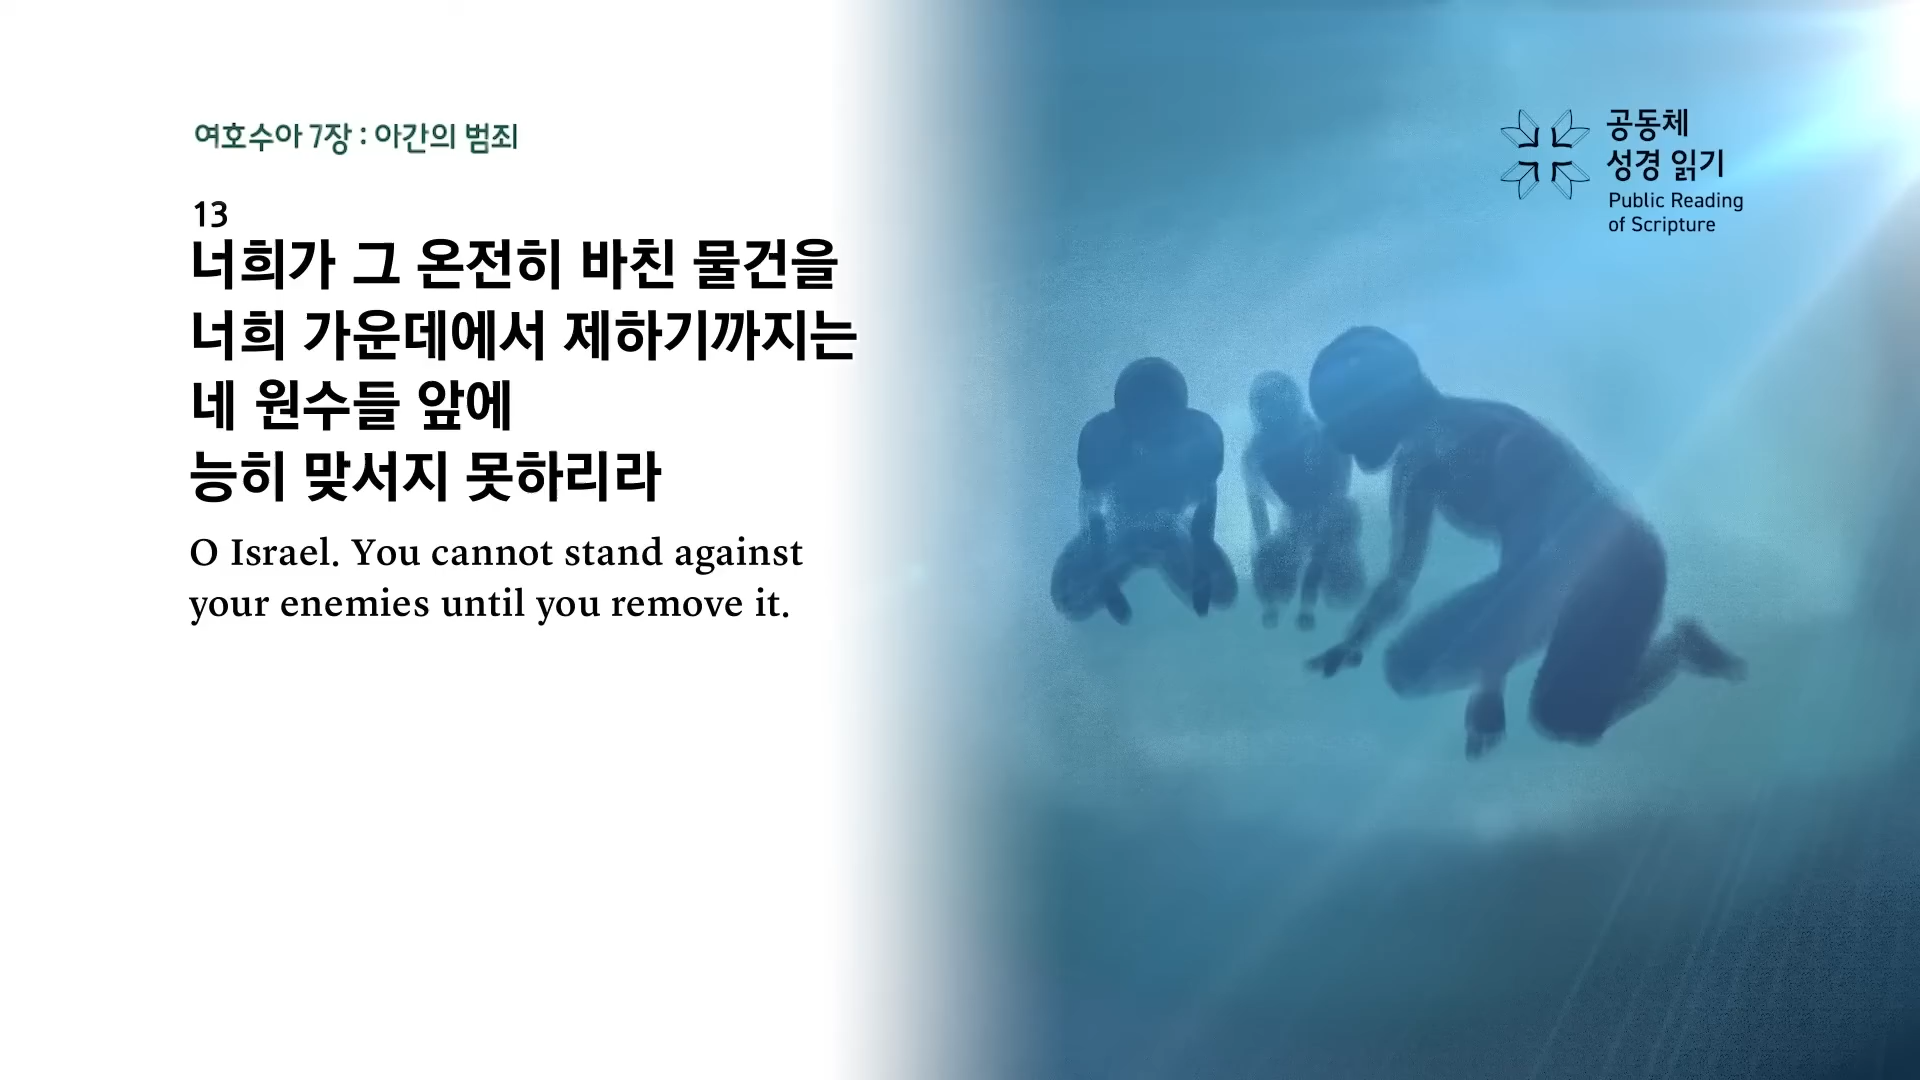 여호수아 7장 : 아간의 범죄
13
너희가 그 온전히 바친 물건을
너희 가운데에서 제하기까지는
네 원수들 앞에
능히 맞서지 못하리라
O Israel. You cannot stand against
your enemies until you remove it.
공동체
성경 읽기
Public Reading
of Scripture